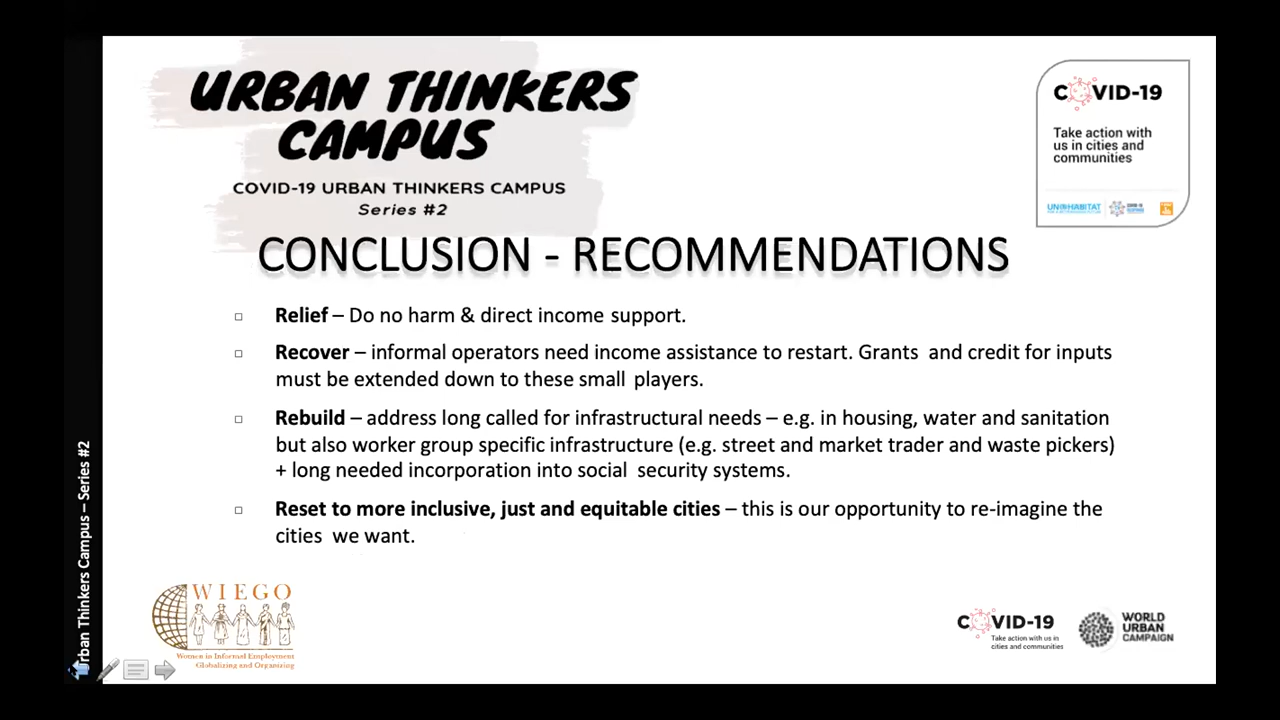 URBAN THINKERS
CAMPUS
COVID-19 URBAN THINKERS CAMPUS
Series #2
COVID-19
Take action with
us in cities and
communities
UN HABITAT
CONCLUSION - RECOMMENDATIONS
Relief – Do no harm & direct income support.
Recover – informal operators need income assistance to restart. Grants and credit for inputs
must be extended down to these small players.
Rebuild – address long called for infrastructural needs – e.g. in housing, water and sanitation
but also worker group specific infrastructure (e.g. street and market trader and waste pickers)
+ long needed incorporation into social security systems.
Reset to more inclusive, just and equitable cities – this is our opportunity to re-imagine the
cities we want.
Urban Thinkers Campus – Series #2
WIEGO
Women in Informal Employment
Globalizing and Organizing
COVID-19
Take action with us in
cities and communities
WORLD
URBAN
CAMPAIGN